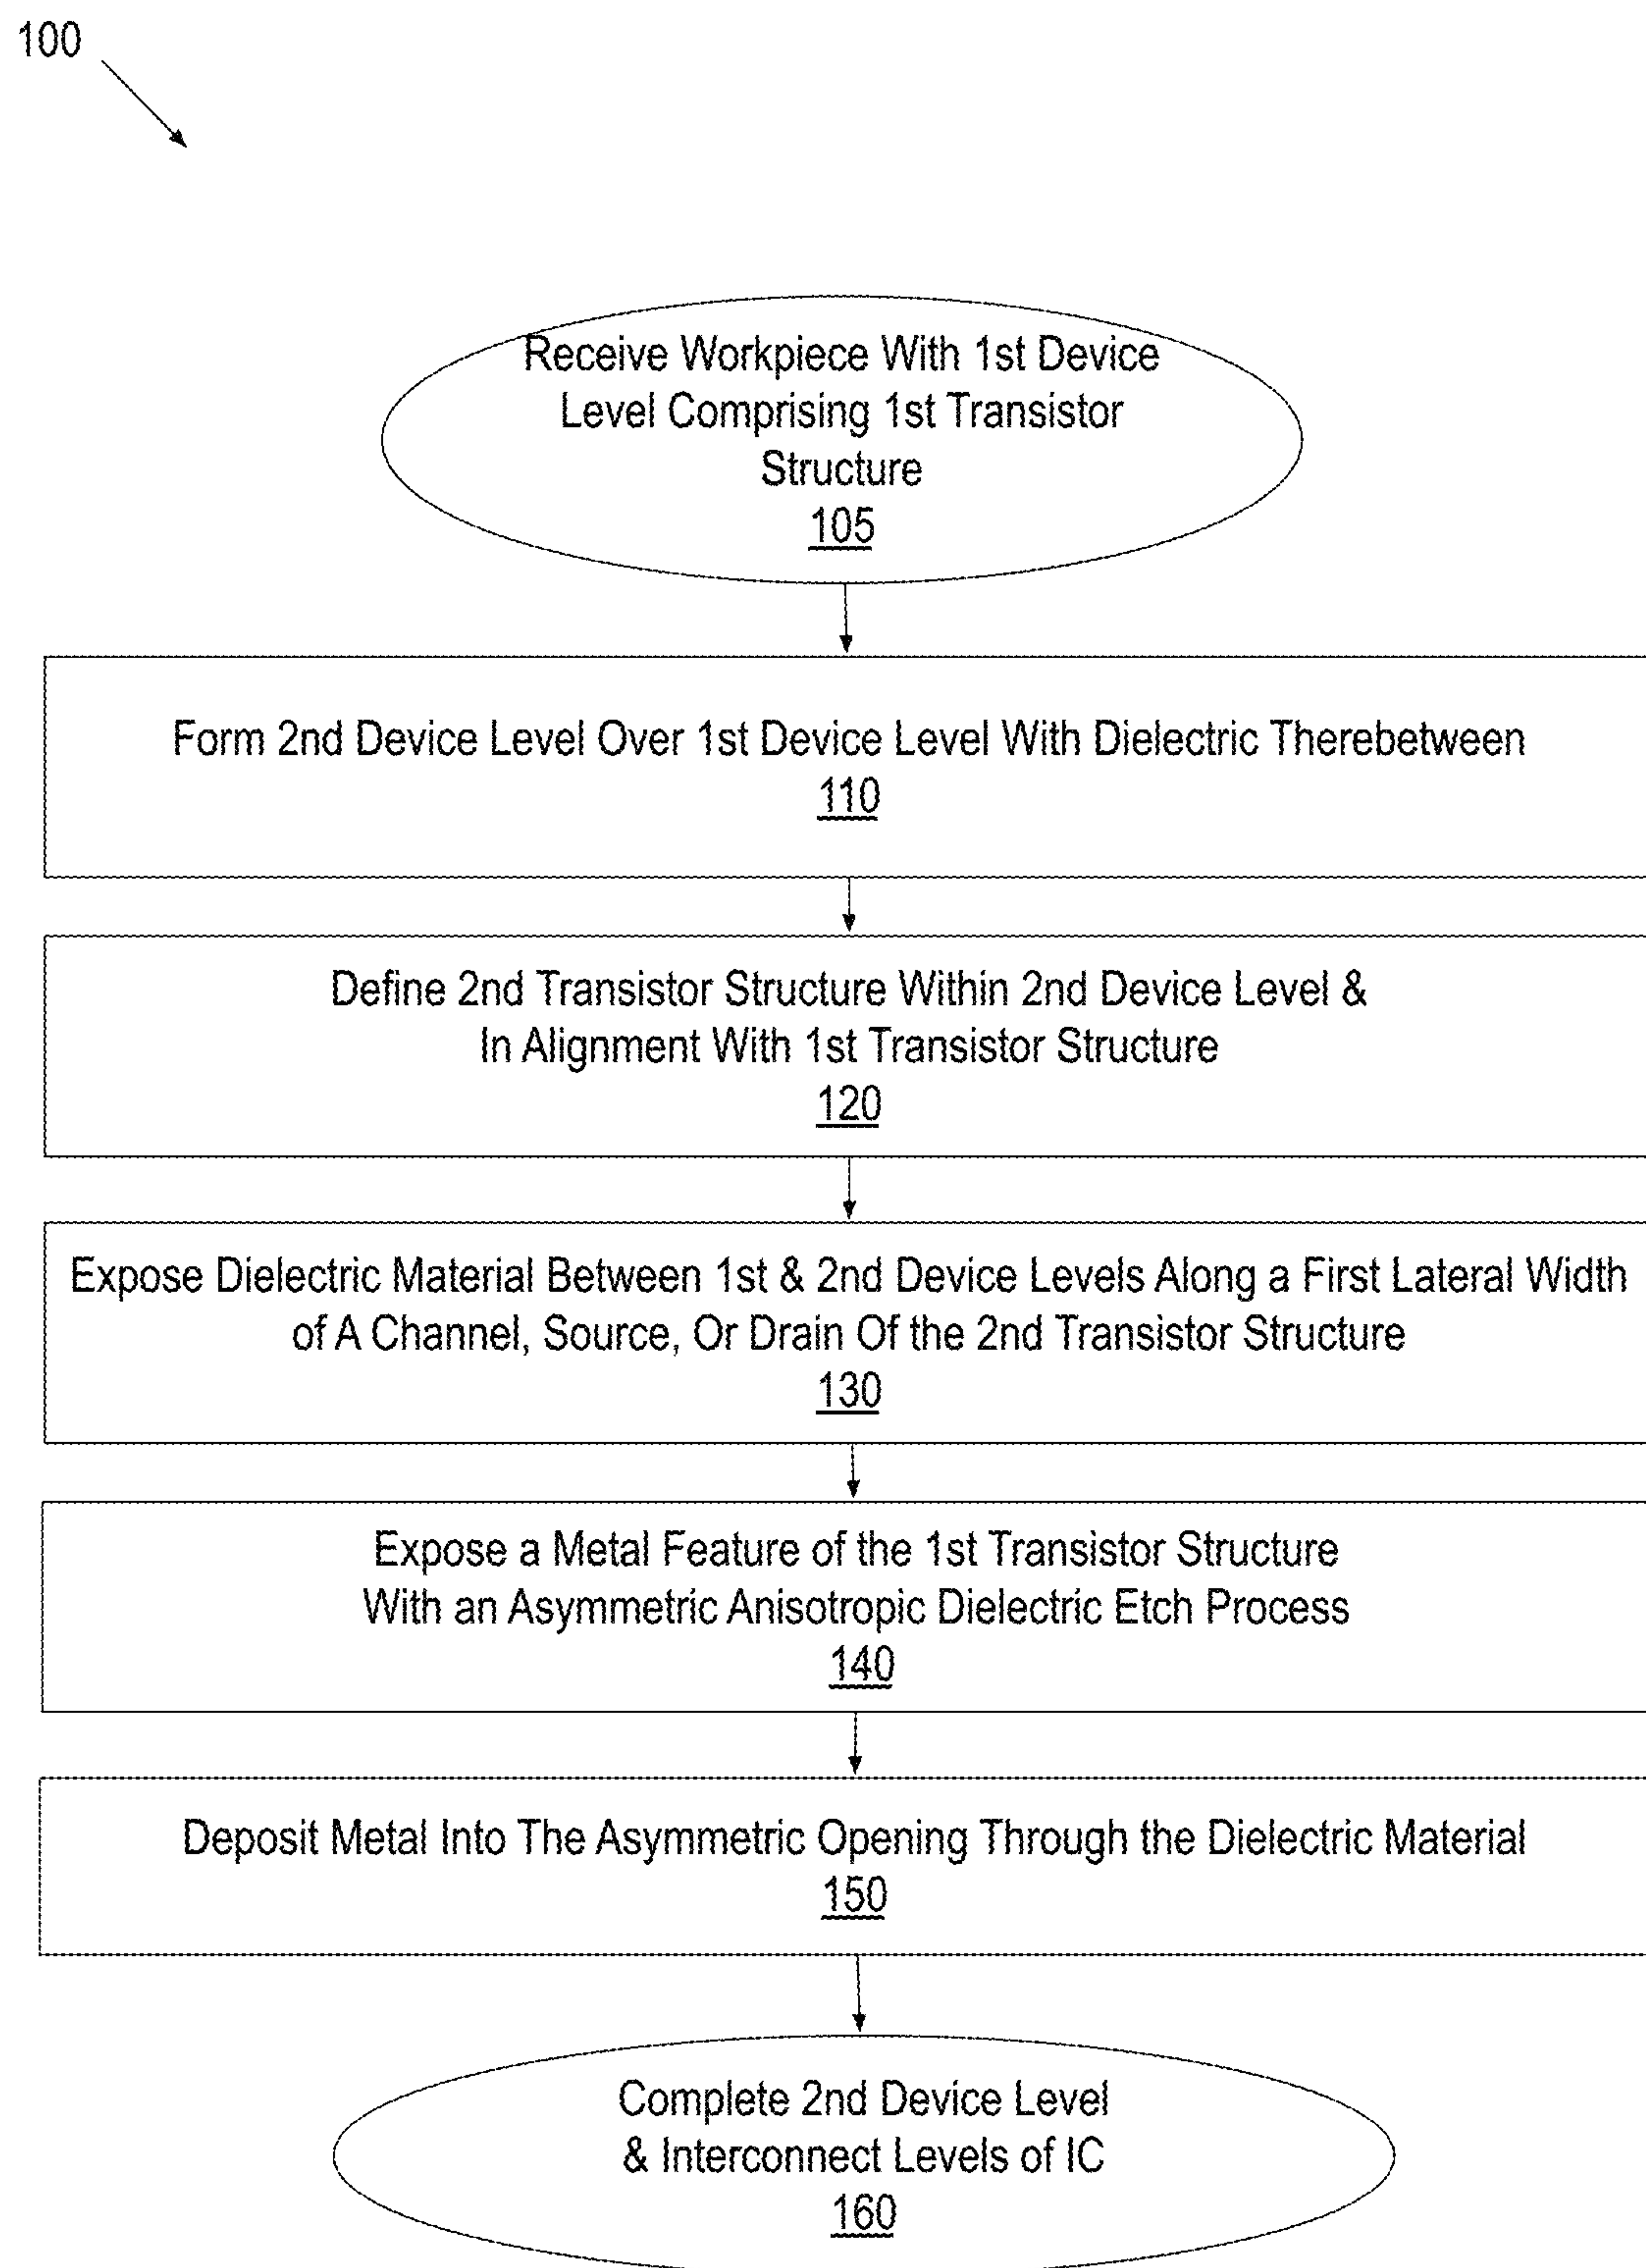 100
Receive Workpiece With 1st Device
Level Comprising 1st Transistor
Structure
105
Form 2nd Device Level Over 1st Device Level With Dielectric Therebetween
110
Define 2nd Transistor Structure Within 2nd Device Level &
In Alignment With 1st Transistor Structure
120
Expose Dielectric Material Between 1st & 2nd Device Levels Along a First Lateral Width
of A Channel, Source, Or Drain Of the 2nd Transistor Structure
130
Expose a Metal Feature of the 1st Transistor Structure
With an Asymmetric Anisotropic Dielectric Etch Process
140
Deposit Metal Into The Asymmetric Opening Through the Dielectric Material
150
Complete 2nd Device Level
& Interconnect Levels of IC
160